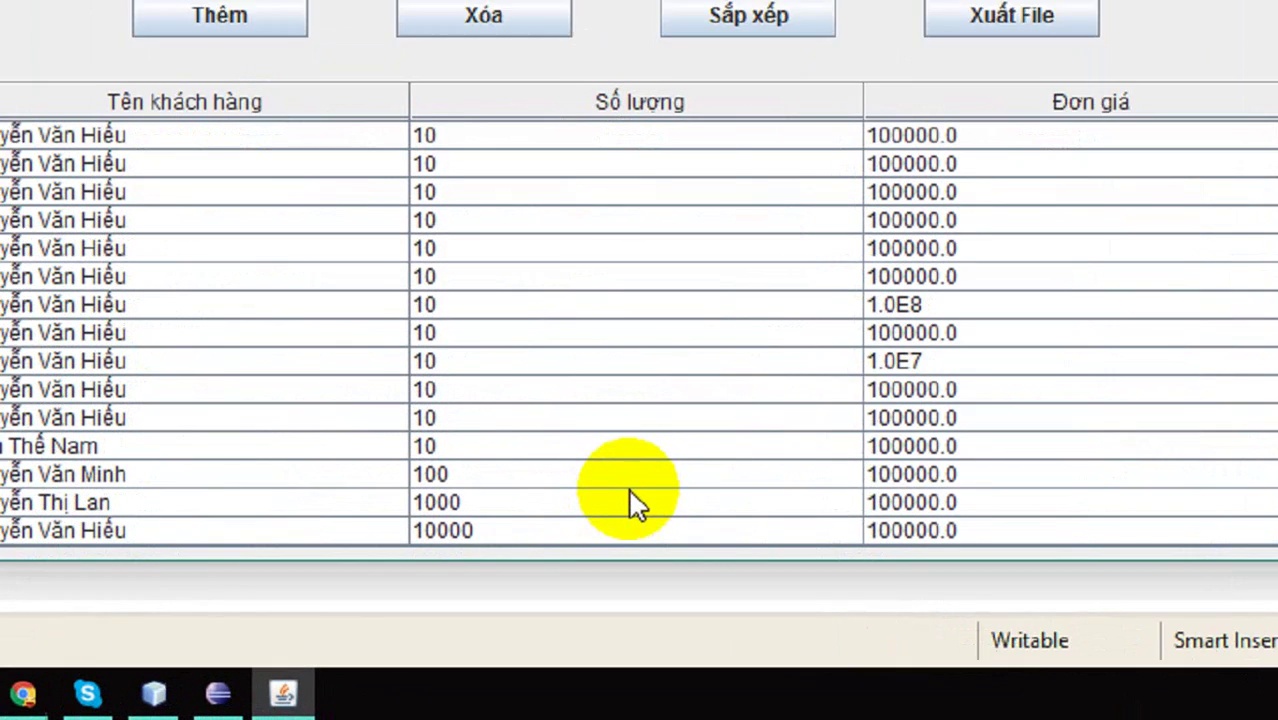 Thêm Xóa Sắp xếp Xuất File
Tên khách hàng Số lượng Đơn giá
yễn Văn Hiếu 10 100000.0
yễn Văn Hiếu 10 100000.0
yễn Văn Hiếu 10 100000.0
yễn Văn Hiếu 10 100000.0
yễn Văn Hiếu 10 100000.0
yễn Văn Hiếu 10 100000.0
yễn Văn Hiếu 10 1.0E8
yễn Văn Hiếu 10 100000.0
yễn Văn Hiếu 10 1.0E7
yễn Văn Hiếu 10 100000.0
yễn Văn Hiếu 10 100000.0
Thế Nam 10 100000.0
yễn Văn Minh 100 100000.0
yễn Thị Lan 1000 100000.0
yễn Văn Hiếu 10000 100000.0
Writable Smart Inser